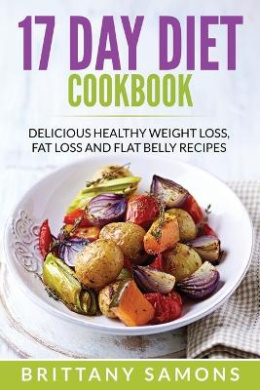 17 DAY DIET
COOKBOOK
DELICIOUS HEALTHY WEIGHT LOSS,
FAT LOSS AND FLAT BELLY RECIPES
BRITTANY SAMONS